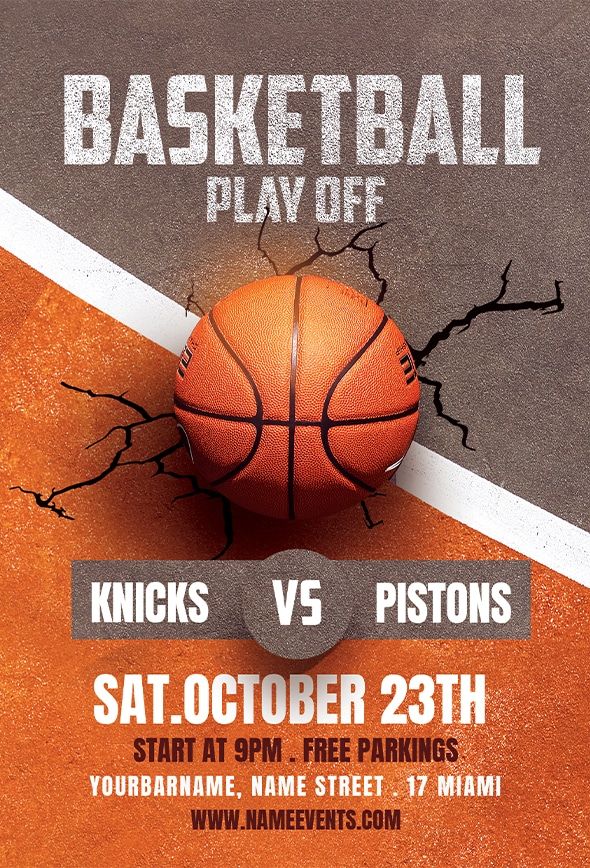 BASKETBALL
PLAY OFF
KNICKS VS PISTONS
SAT.OCTOBER 23TH
START AT 9PM . FREE PARKINGS
YOURBARNAME, NAME STREET . 17 MIAMI
WWW.NAMEEVENTS.COM